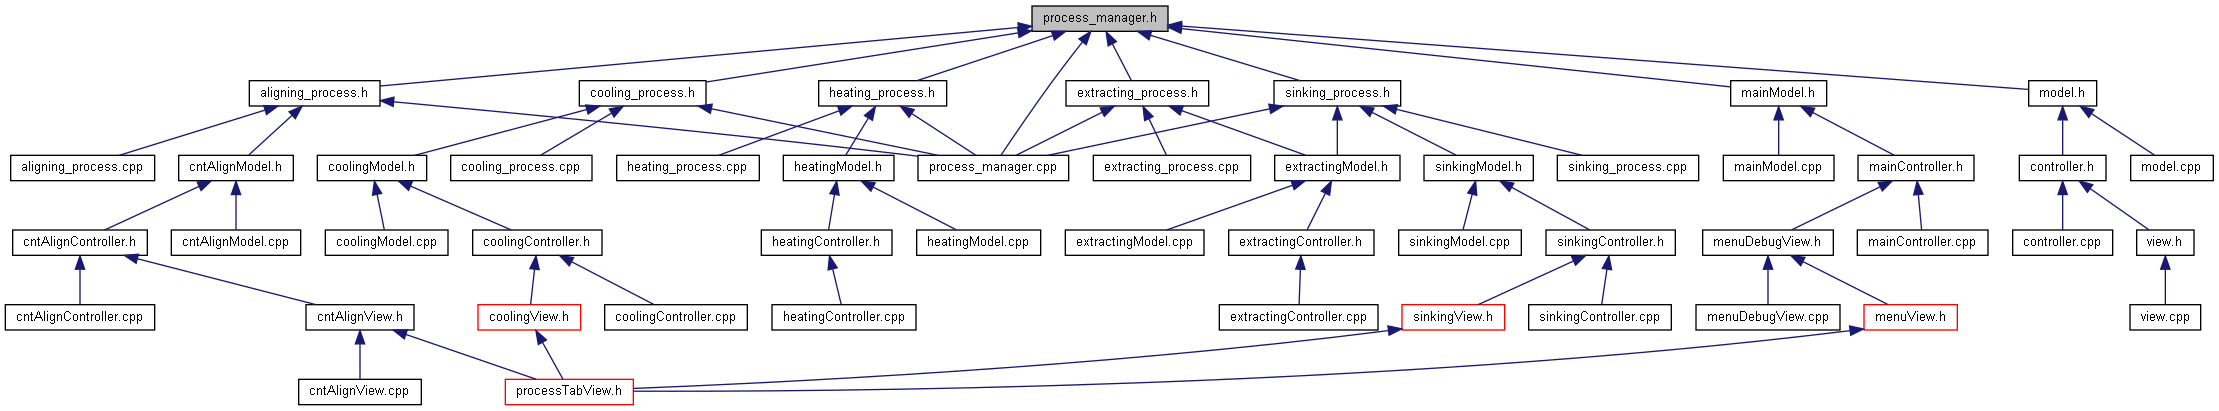 process_manager.h
aligning_process.h
cooling_process.h
heating_process.h
extracting_process.h
sinking_process.h
mainModel.h
model.h
aligning_process.cpp
cntAlignModel.h
coolingModel.h
cooling_process.cpp
heating_process.cpp
heatingModel.h
process_manager.cpp
extracting_process.cpp
extractingModel.h
sinkingModel.h
sinking_process.cpp
mainModel.cpp
mainController.h
controller.h
model.cpp
cntAlignController.h
cntAlignModel.cpp
coolingModel.cpp
coolingController.h
heatingController.h
heatingModel.cpp
extractingModel.cpp
extractingController.h
sinkingModel.cpp
sinkingController.h
menuDebugView.h
mainController.cpp
controller.cpp
view.h
cntAlignController.cpp
cntAlignView.h
coolingView.h
coolingController.cpp
heatingController.cpp
extractingController.cpp
sinkingView.h
sinkingController.cpp
menuDebugView.cpp
menuView.h
view.cpp
cntAlignView.cpp
processTabView.h